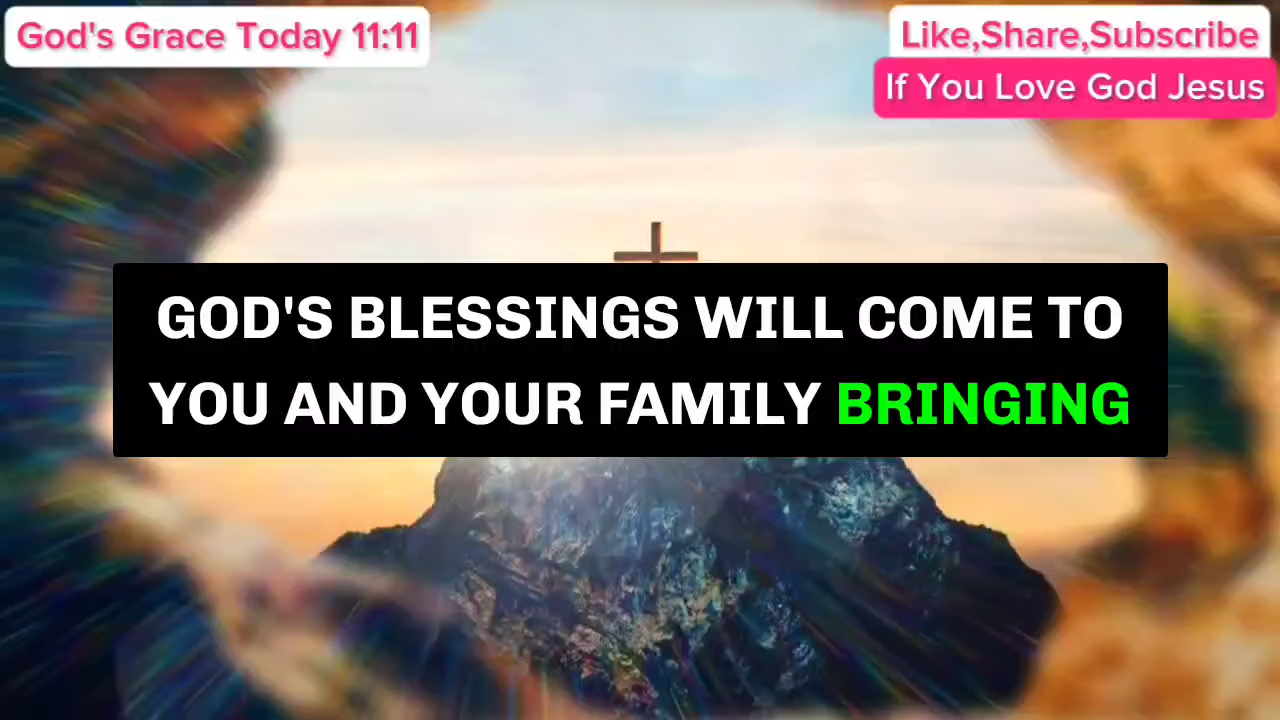 God's Grace Today 11:11
Like,Share,Subscribe
If You Love God Jesus
GOD'S BLESSINGS WILL COME TO
YOU AND YOUR FAMILY BRINGING